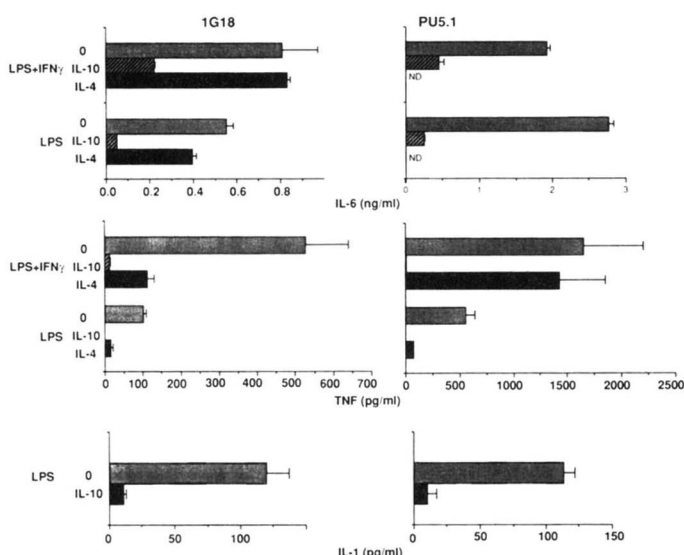 1G18 PU5.1
0
LPS+IFNγ IL-10
IL-4 ND
0
LPS IL-10
IL-4 ND
0.0 0.2 0.4 0.6 0.8 0 1 2 3
IL-6 (ng/ml)
0
LPS+IFNγ IL-10
IL-4
0
LPS IL-10
IL-4
0 100 200 300 400 500 600 700 0 500 1000 1500 2000 2500
TNF (pg/ml)
LPS 0
IL-10
0 50 100 0 50 100 150
IL-1 (pg/ml)